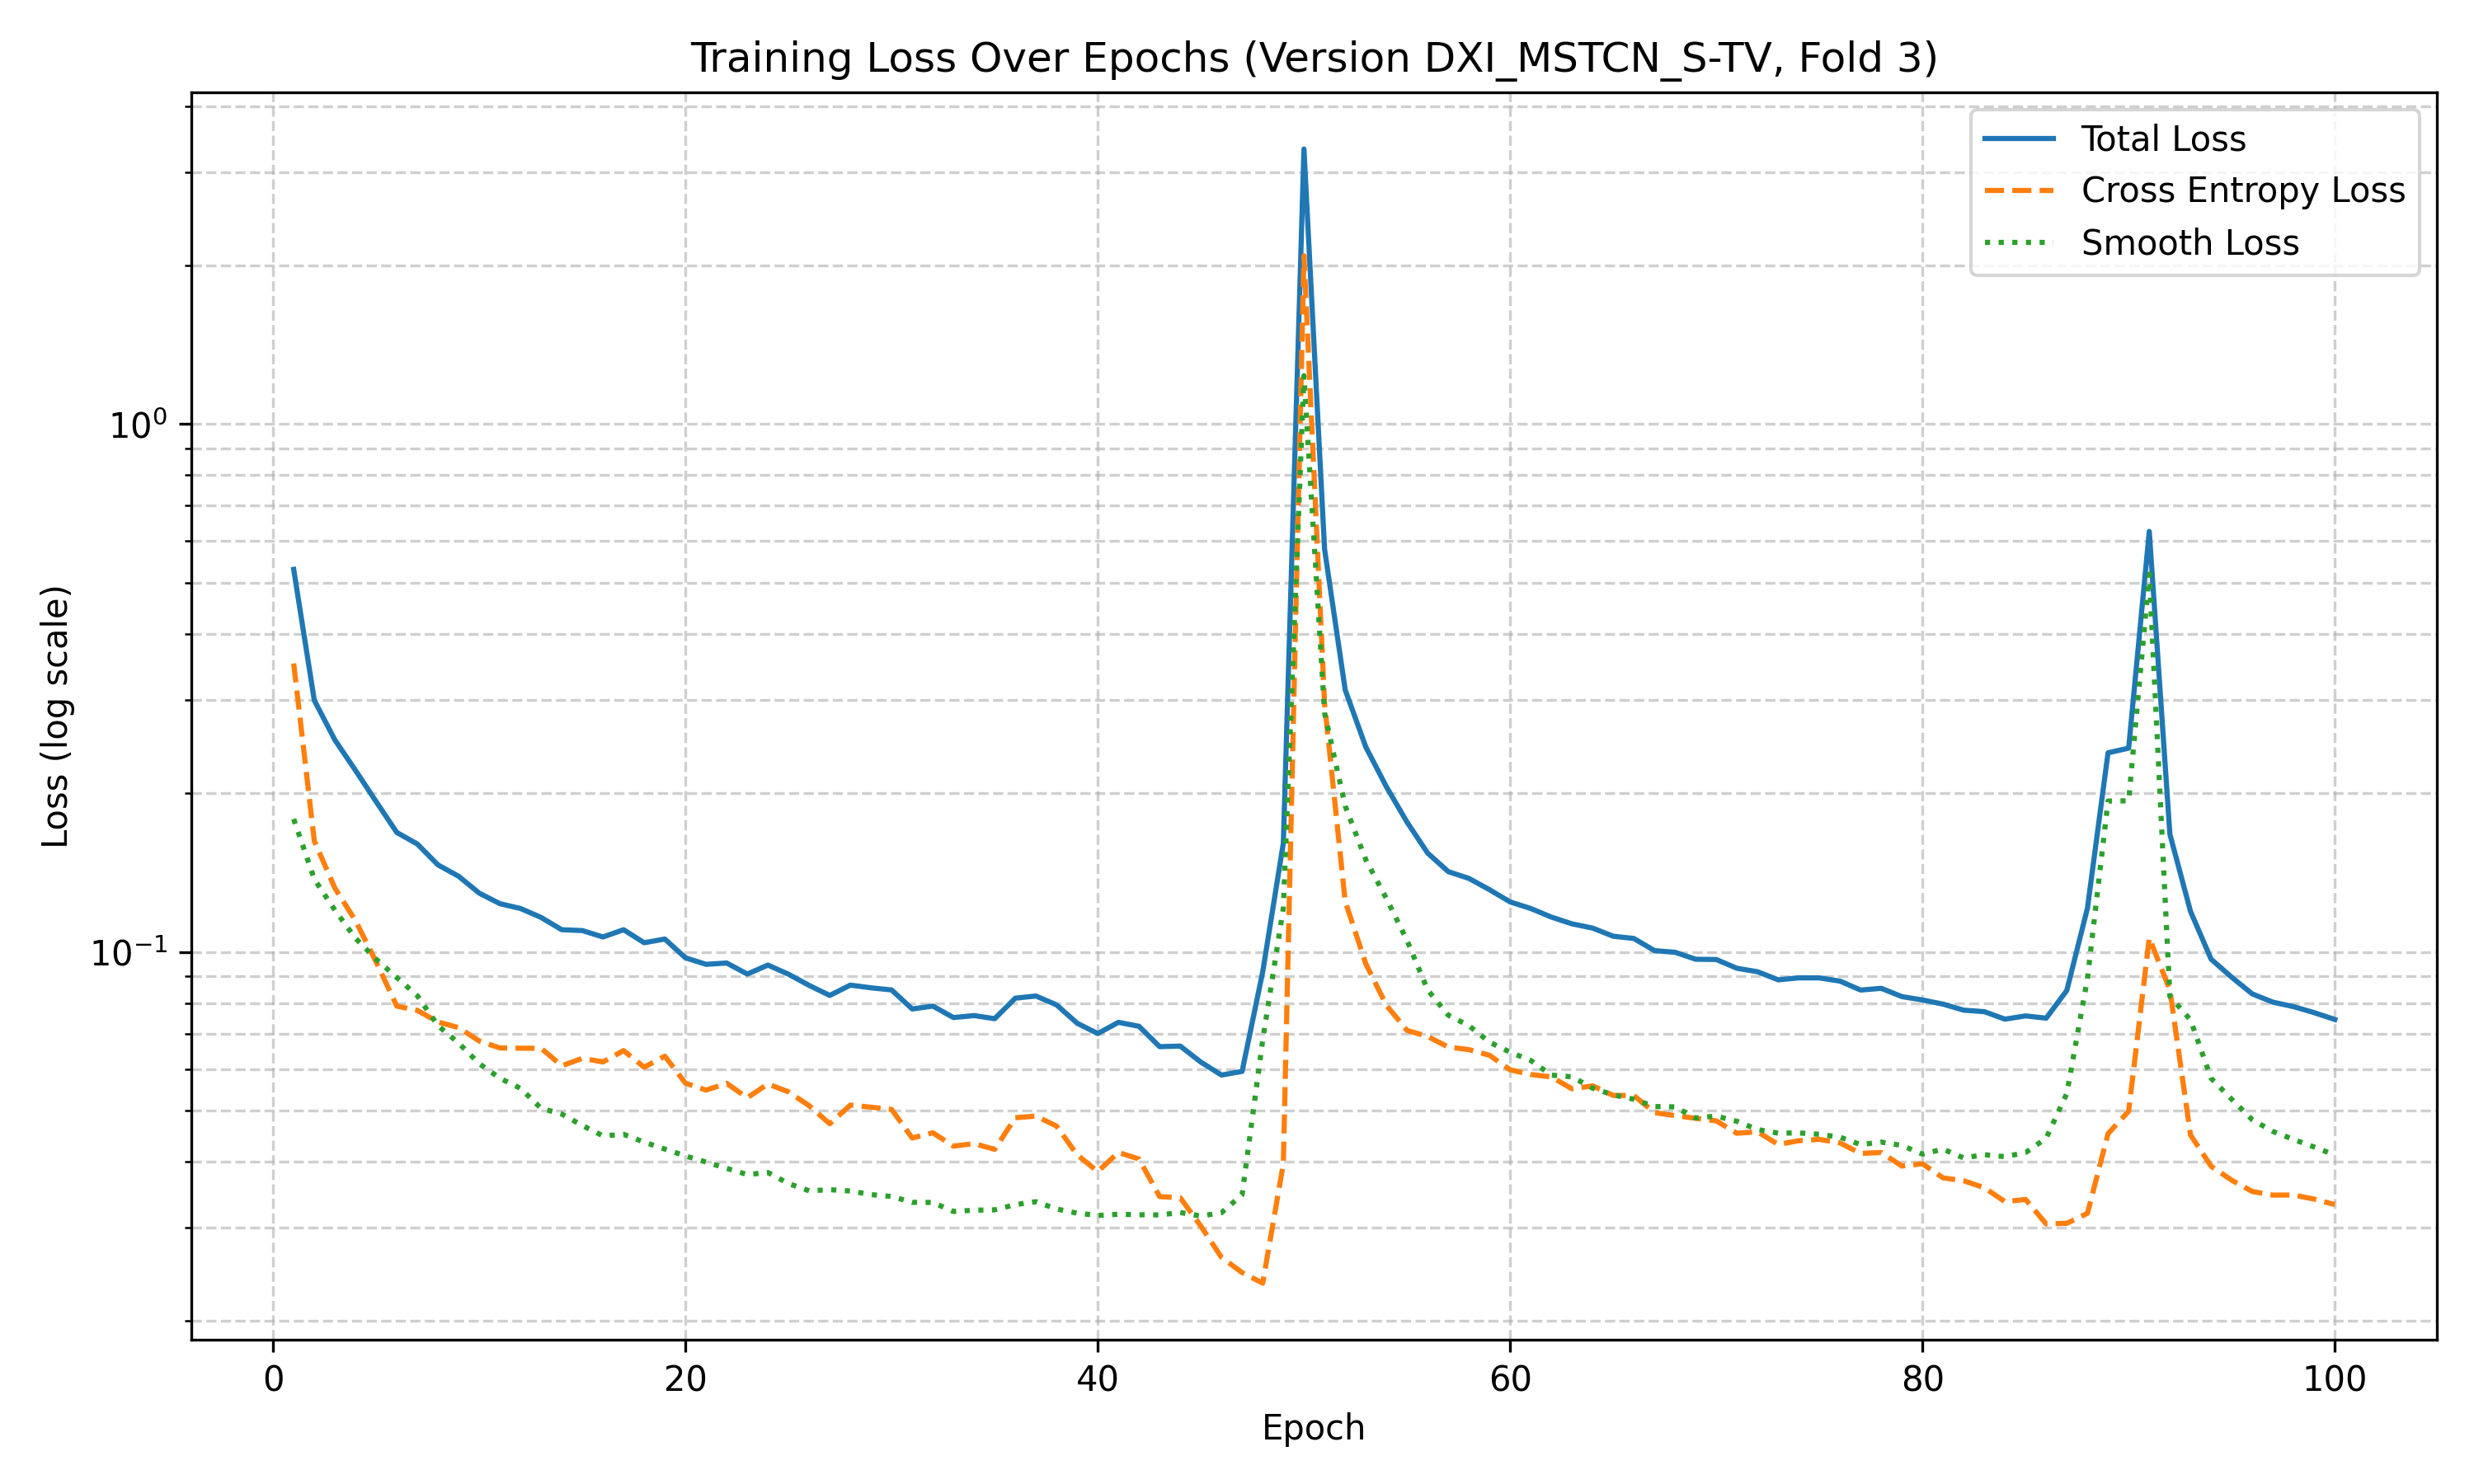 Training Loss Over Epochs (Version DXI_MSTCN_S-TV, Fold 3)
Total Loss
Cross Entropy Loss
Smooth Loss
Loss (log scale)
10⁰
10⁻¹
0 20 40 60 80 100
Epoch